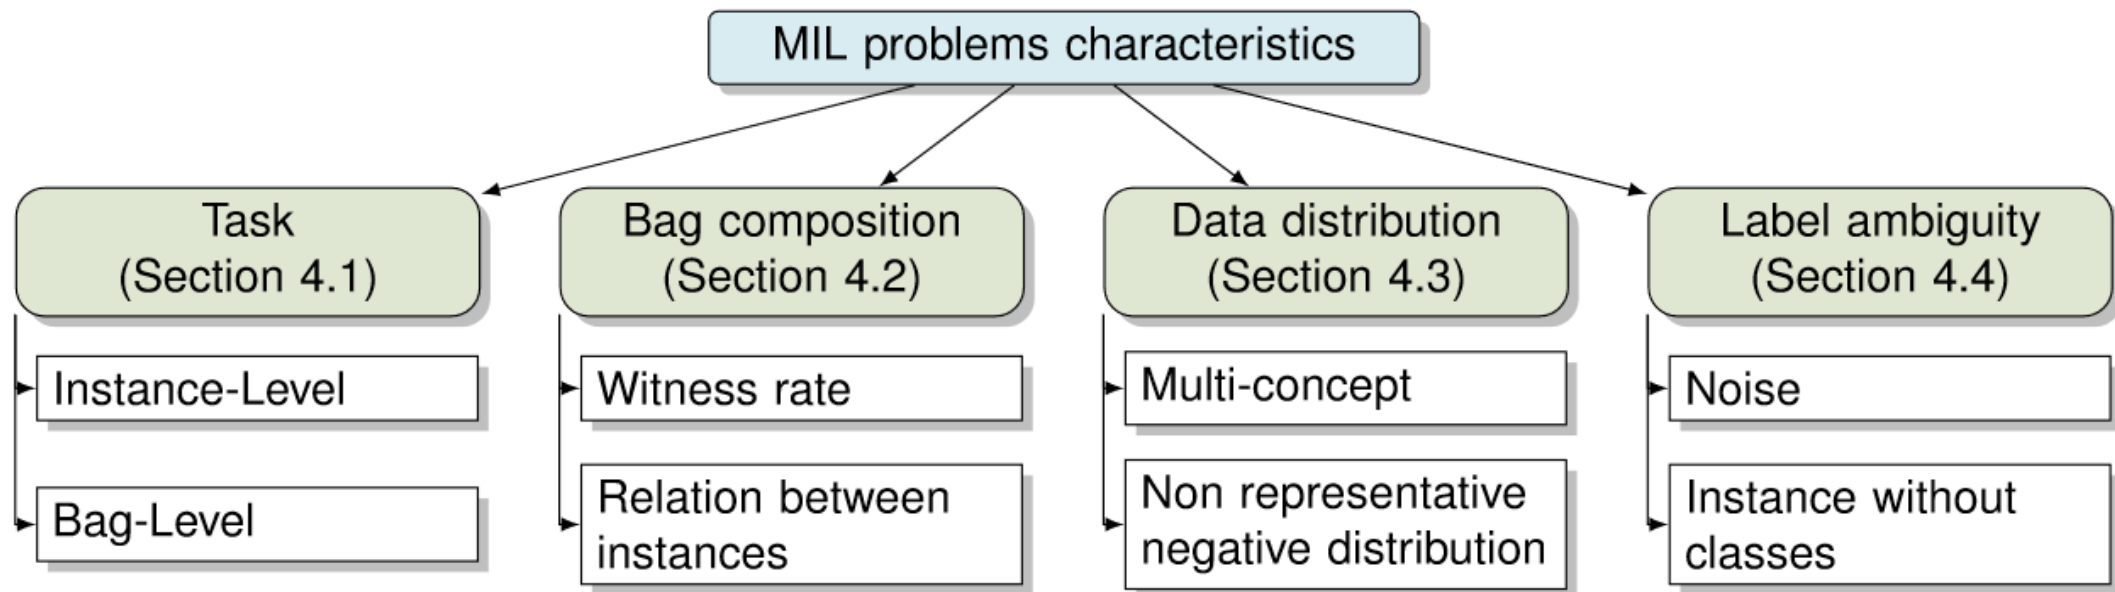 MIL problems characteristics
Task
(Section 4.1)
Instance-Level
Bag-Level
Bag composition
(Section 4.2)
Witness rate
Relation between
instances
Data distribution
(Section 4.3)
Multi-concept
Non representative
negative distribution
Label ambiguity
(Section 4.4)
Noise
Instance without
classes